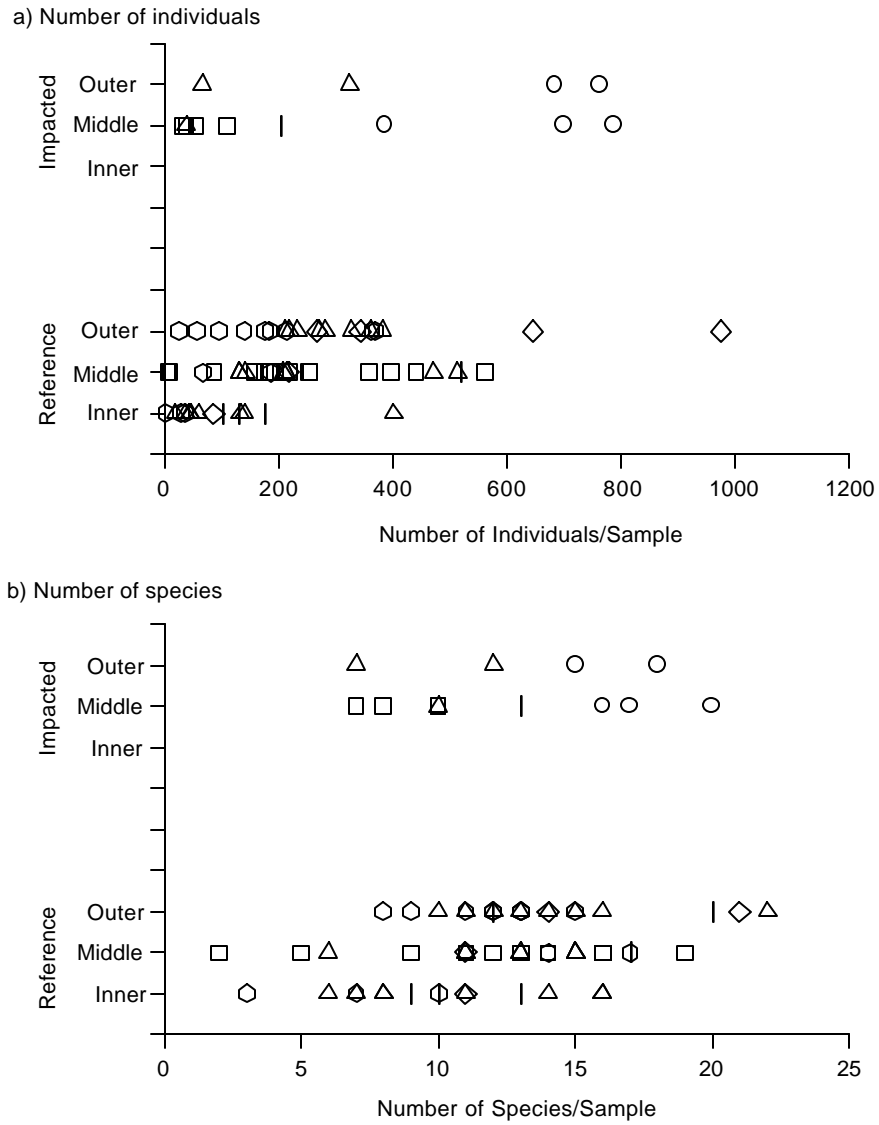 a) Number of individuals
Impacted
Outer
Middle
Inner
Reference
Outer
Middle
Inner
0 200 400 600 800 1000 1200
Number of Individuals/Sample
b) Number of species
Impacted
Outer
Middle
Inner
Reference
Outer
Middle
Inner
0 5 10 15 20 25
Number of Species/Sample